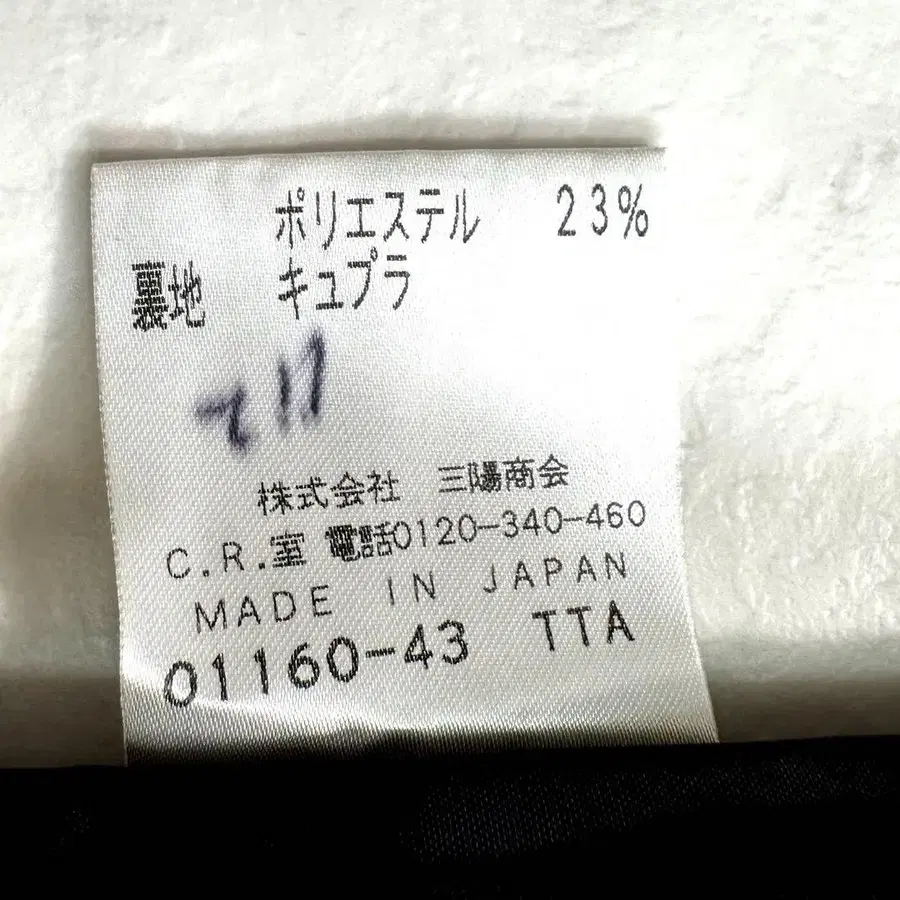 ポリエステル 23%
裏地 キュプラ
株式会社 三陽商会
C.R.室 電話0120-340-460
MADE IN JAPAN
01160-43 TTA